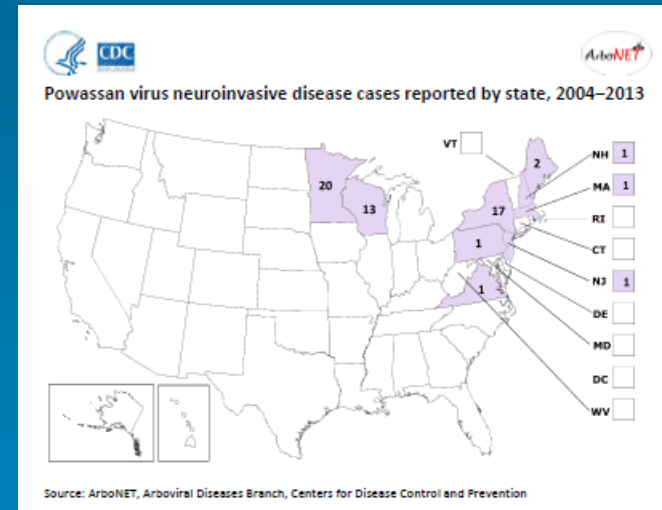 CDC
ArboNET
Powassan virus neuroinvasive disease cases reported by state, 2004–2013
VT
2
NH 1
20
MA 1
13
17
RI
1
CT
NJ 1
1
DE
MD
DC
WV
Source: ArboNET, Arboviral Diseases Branch, Centers for Disease Control and Prevention